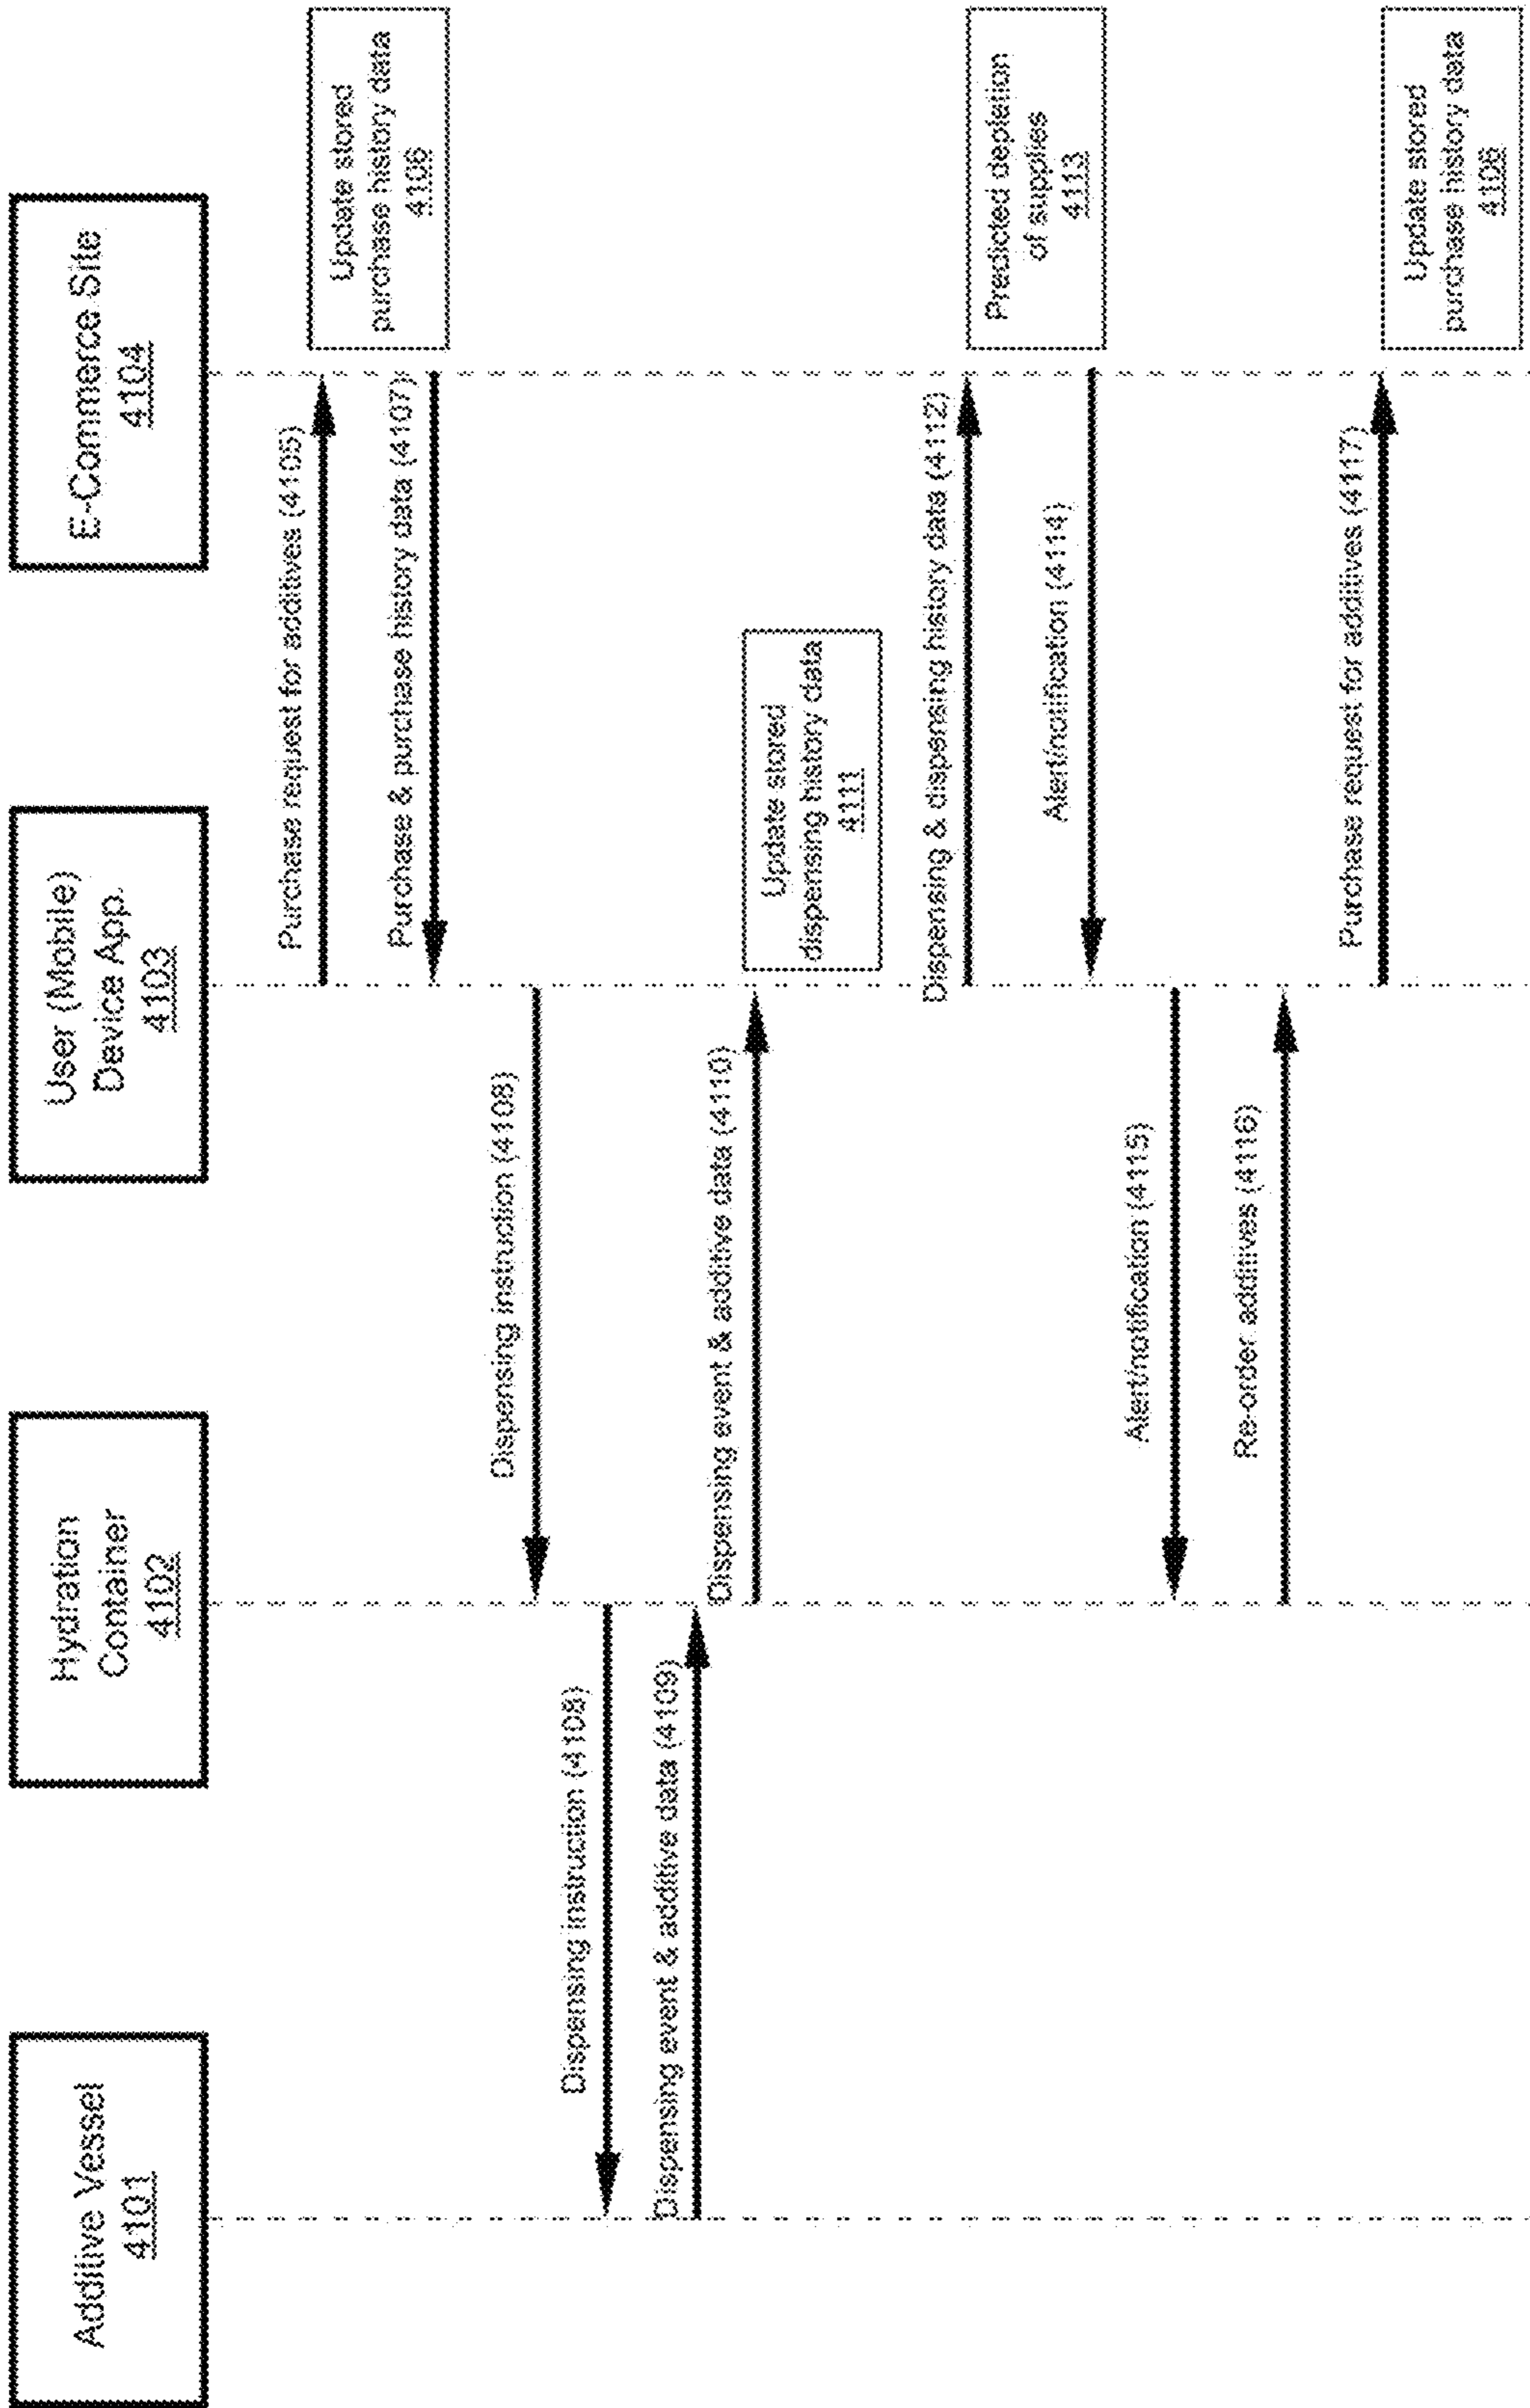 Additive Vessel
4101
Hydration
Container
4102
User (Mobile)
Device App.
4103
E-Commerce Site
4104
Purchase request for additives (4105)
Update stored
purchase history data
4106
Purchase & purchase history data (4107)
Dispensing instruction (4108)
Dispensing instruction (4108)
Dispensing event & additive data (4109)
Dispensing event & additive data (4110)
Update stored
dispensing history data
4111
Dispensing & dispensing history data (4112)
Predicted depletion
of supplies
4113
Alert/notification (4114)
Alert/notification (4115)
Re-order additives (4116)
Purchase request for additives (4117)
Update stored
purchase history data
4106